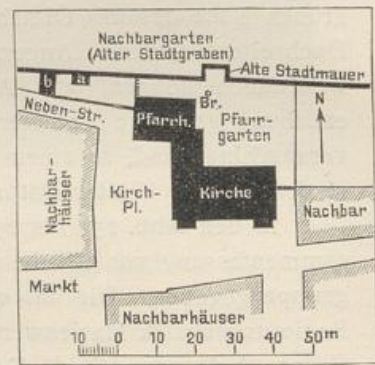 Nachbargarten
(Alter Stadtgraben)
Alte Stadtmauer
b
a
Neben-Str.
Br.
Pfarrh.
Pfarr-
garten
N
Nachbar-
häuser
Kirch-
Pl.
Kirche
Nachbar
Markt
Nachbarhäuser
10 0 10 20 30 40 50m